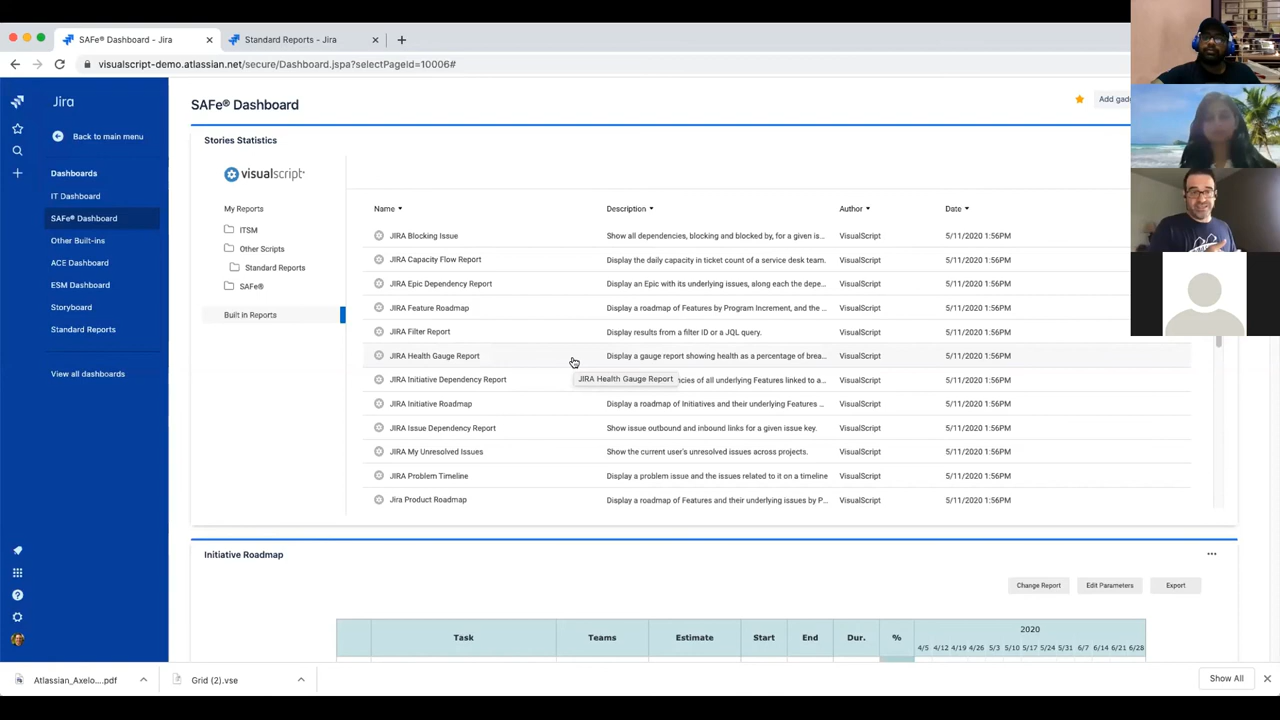 SAFe® Dashboard - Jira
Standard Reports - Jira
visualscript-demo.atlassian.net/secure/Dashboard.jspa?selectPageId=10006#
Jira
Back to main menu
Dashboards
IT Dashboard
SAFe® Dashboard
Other Built-ins
ACE Dashboard
ESM Dashboard
Storyboard
Standard Reports
View all dashboards
SAFe® Dashboard
Add gadg
Stories Statistics
visualscript
My Reports
ITSM
Other Scripts
Standard Reports
SAFe®
Built in Reports
Name Description Author Date
JIRA Blocking Issue Show all dependencies, blocking and blocked by, for a given is... VisualScript 5/11/2020 1:56PM
JIRA Capacity Flow Report Display the daily capacity in ticket count of a service desk team. VisualScript 5/11/2020 1:56PM
JIRA Epic Dependency Report Display an Epic with its underlying issues, along each the depe... VisualScript 5/11/2020 1:56PM
JIRA Feature Roadmap Display a roadmap of Features by Program Increment, and the... VisualScript 5/11/2020 1:56PM
JIRA Filter Report Display results from a filter ID or a JQL query. VisualScript 5/11/2020 1:56PM
JIRA Health Gauge Report Display a gauge report showing health as a percentage of brea... VisualScript 5/11/2020 1:56PM
JIRA Health Gauge Report
JIRA Initiative Dependency Report ncies of all underlying Features linked to a... VisualScript 5/11/2020 1:56PM
JIRA Initiative Roadmap Display a roadmap of Initiatives and their underlying Features ... VisualScript 5/11/2020 1:56PM
JIRA Issue Dependency Report Show issue outbound and inbound links for a given issue key. VisualScript 5/11/2020 1:56PM
JIRA My Unresolved Issues Show the current user's unresolved issues across projects. VisualScript 5/11/2020 1:56PM
JIRA Problem Timeline Display a problem issue and the issues related to it on a timeline VisualScript 5/11/2020 1:56PM
Jira Product Roadmap Display a roadmap of Features and their underlying issues by P... VisualScript 5/11/2020 1:56PM
Initiative Roadmap
Change Report Edit Parameters Export
Task Teams Estimate Start End Dur. % 2020
4/5 4/12 4/19 4/26 5/3 5/10 5/17 5/24 5/31 6/7 6/14 6/21 6/28
Atlassian_Axelo....pdf
Grid (2).vse
Show All